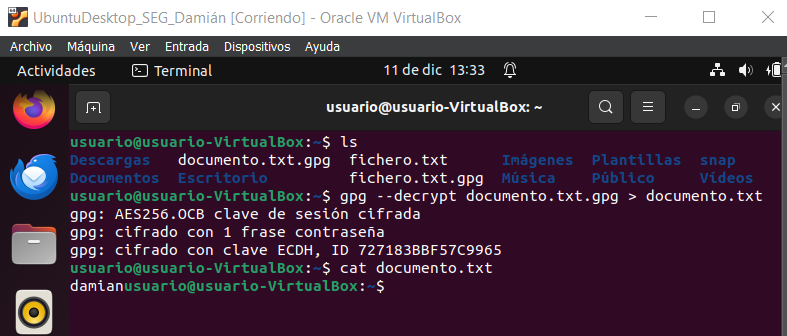 UbuntuDesktop_SEG_Damián [Corriendo] - Oracle VM VirtualBox
Archivo Máquina Ver Entrada Dispositivos Ayuda
Actividades Terminal 11 de dic 13:33
usuario@usuario-VirtualBox: ~
usuario@usuario-VirtualBox:~$ ls
Descargas documento.txt.gpg fichero.txt Imágenes Plantillas snap
Documentos Escritorio fichero.txt.gpg Música Público Vídeos
usuario@usuario-VirtualBox:~$ gpg --decrypt documento.txt.gpg > documento.txt
gpg: AES256.OCB clave de sesión cifrada
gpg: cifrado con 1 frase contraseña
gpg: cifrado con clave ECDH, ID 727183BBF57C9965
usuario@usuario-VirtualBox:~$ cat documento.txt
damianusuario@usuario-VirtualBox:~$